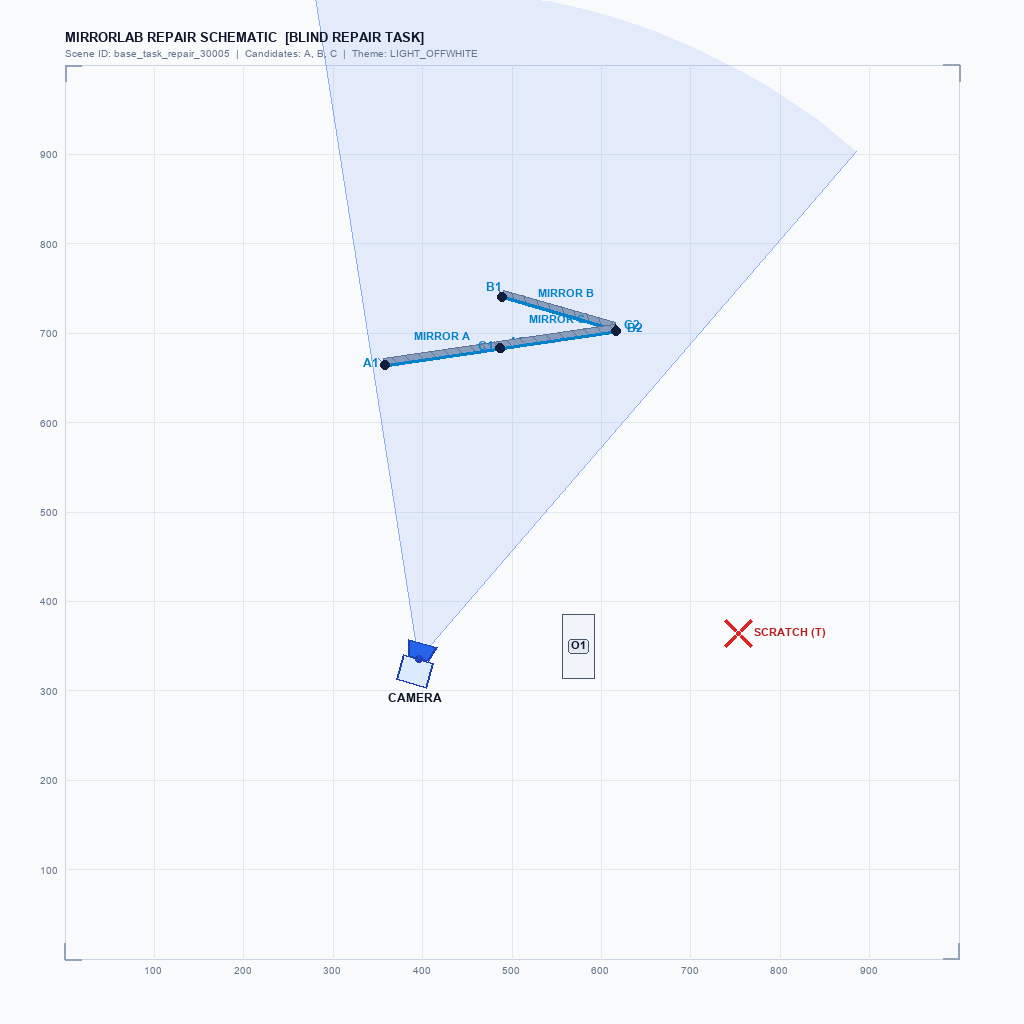 MIRRORLAB REPAIR SCHEMATIC [BLIND REPAIR TASK]
Scene ID: base_task_repair_30005 | Candidates: A, B, C | Theme: LIGHT_OFFWHITE
900
800
700
600
500
400
300
200
100
B1
MIRROR B
MIRROR
C2
B2
MIRROR A
C1
A1
O1
SCRATCH (T)
CAMERA
100
200
300
400
500
600
700
800
900